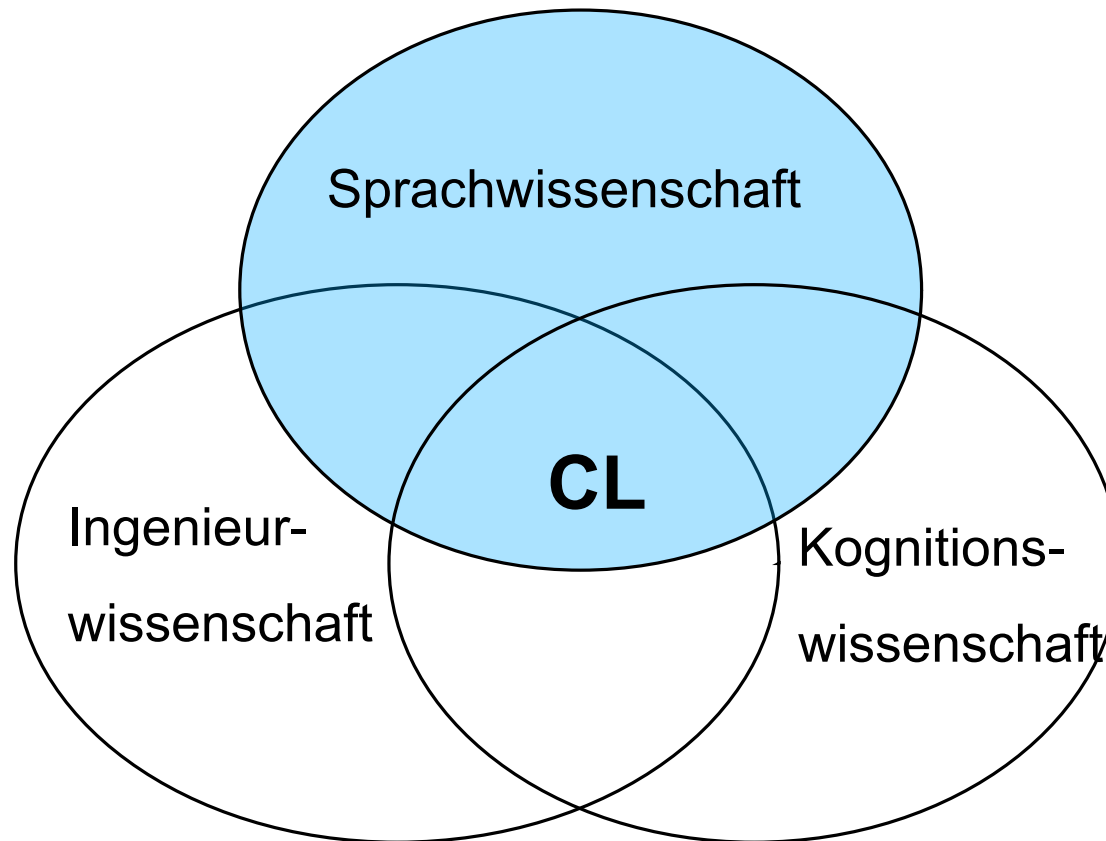 Sprachwissenschaft
CL
Ingenieur-
wissenschaft
Kognitions-
wissenschaft